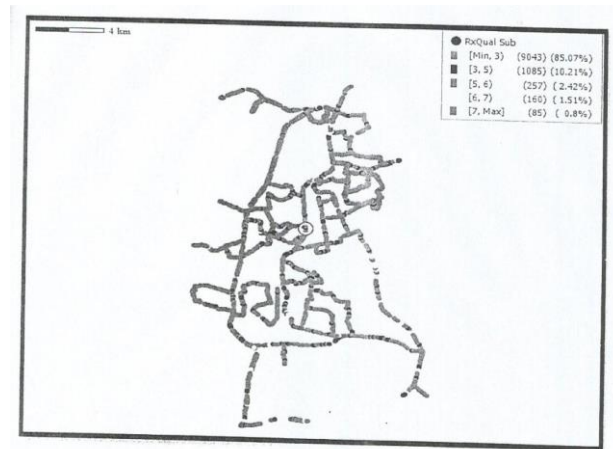 4 km
RxQual Sub
[Min, 3) (9043) (85.07%)
[3, 5) (1085) (10.21%)
[5, 6) (257) ( 2.42%)
[6, 7) (160) ( 1.51%)
[7, Max] (85) ( 0.8%)